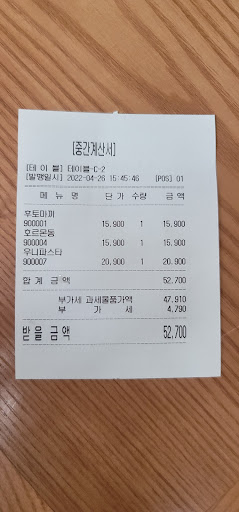 [중간계산서]
[테 이 블] 테이블-C-2
[발행일시] 2022-04-26 15:45:46 [POS] 01
메 뉴 명 단 가 수량 금 액
우토마끼
900001 15,900 1 15,900
호르몬동
900004 15,900 1 15,900
우니파스타
900007 20,900 1 20,900
합 계 금 액 52,700
부가세 과세물품가액 47,910
부 가 세 4,790
받 을 금 액 52,700